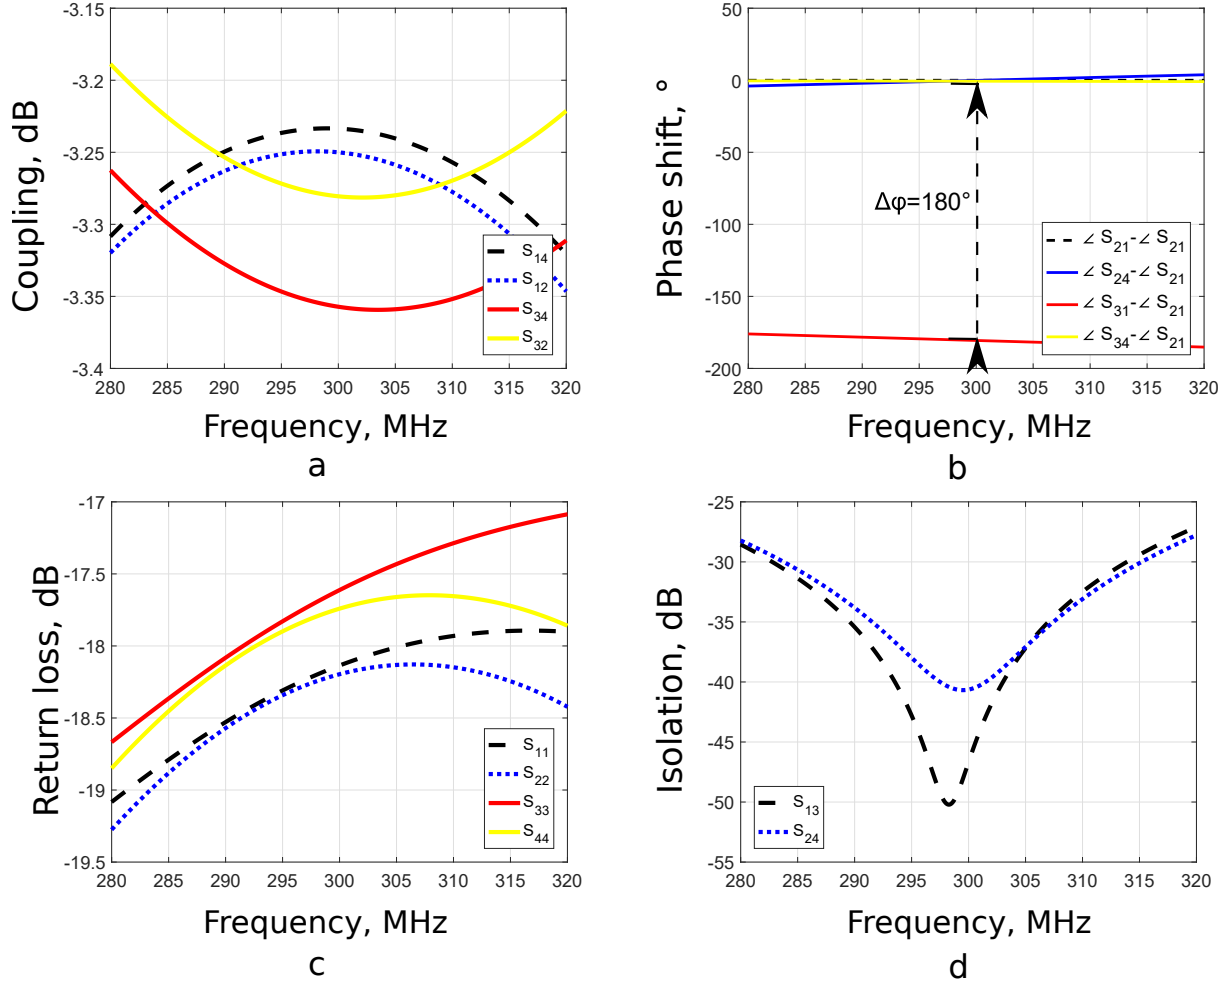 -3.15
-3.2
-3.25
-3.3
-3.35
-3.4
Coupling, dB
S14
S12
S34
S32
280 285 290 295 300 305 310 315 320
Frequency, MHz
a
50
0
-50
-100
-150
-200
Phase shift, °
Δφ=180°
∠ S21-∠ S21
∠ S24-∠ S21
∠ S31-∠ S21
∠ S34-∠ S21
280 285 290 295 300 305 310 315 320
Frequency, MHz
b
-17
-17.5
-18
-18.5
-19
-19.5
Return loss, dB
S11
S22
S33
S44
280 285 290 295 300 305 310 315 320
Frequency, MHz
c
-25
-30
-35
-40
-45
-50
-55
Isolation, dB
S13
S24
280 285 290 295 300 305 310 315 320
Frequency, MHz
d